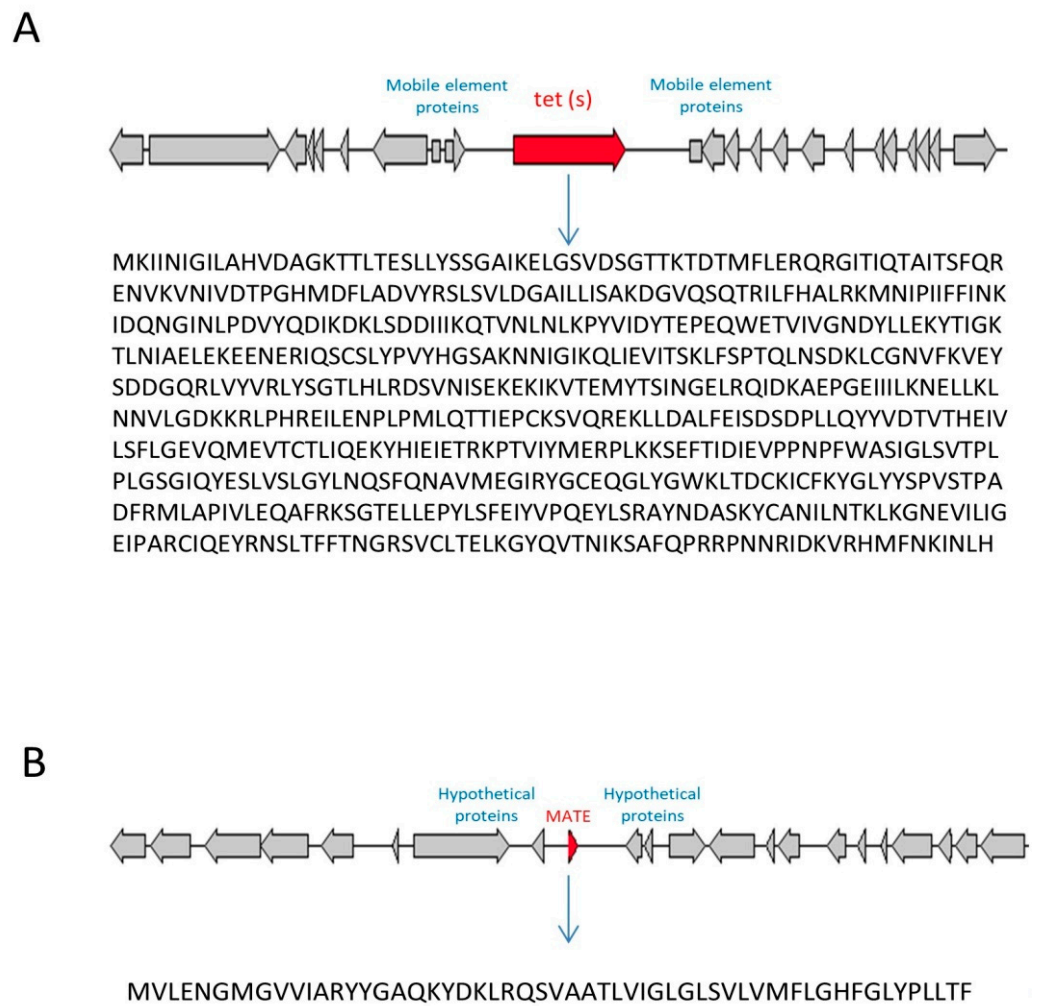 A
Mobile element
proteins
tet (s)
Mobile element
proteins
MKIINIGILAHVDAGKTTLTESLLYSSGAIKELGSVDSGTTKTDTMFLERQRGITIQTAITSFQR
ENVKVNIVDTPGHMDFLADVYRSLSVLDGAILLISAKDGVQSQTRILFHALRKMNIPIIFFINK
IDQNGINLPDVYQDIKDKLSDDIIIKQTVNLNLKPYVIDYTEPEQWETVIVGNDYLLEKYTIGK
TLNIAELEKEENERIQSCSLYPVYHGSAKNNIGIKQLIEVITSKLFSPTQLNSDKLCGNVFKVEY
SDDGQRLVYVRLYSGTLHLRDSVNISEKEKIKVTEMYTSINGELRQIDKAEPGEIIILKNELLKL
NNVLGDKKRLPHREILENPLPMLQTTIEPCKSVQREKLLDALFEISDSDPLLQYYVDTVTHEIV
LSFLGEVQMEVTCTLIQEKYHIEIETRKPTVIYMERPLKKSEFTIDIEVPPNPFWASIGLSVTPL
PLGSGIQYESLVSLGYLNQSFQNAVMEGIRYGCEQGLYGWKLTDCKICFKYGLYYSPVSTPA
DFRMLAPIVLEQAFRKSGTELLEPYLSFEIYVPQEYLSRAYNDASKYCANILNTKLKGNEVILIG
EIPARCIQEYRNSLTFFTNGRSVCLTELKGYQVTNIKSAFQPRRPNNRIDKVRHMFNKINLH
B
Hypothetical
proteins
MATE
Hypothetical
proteins
MVLENGMGVVIARYYGAQKYDKLRQSVAATLVIGLGLSVLVMFLGHFGLYPLLTF